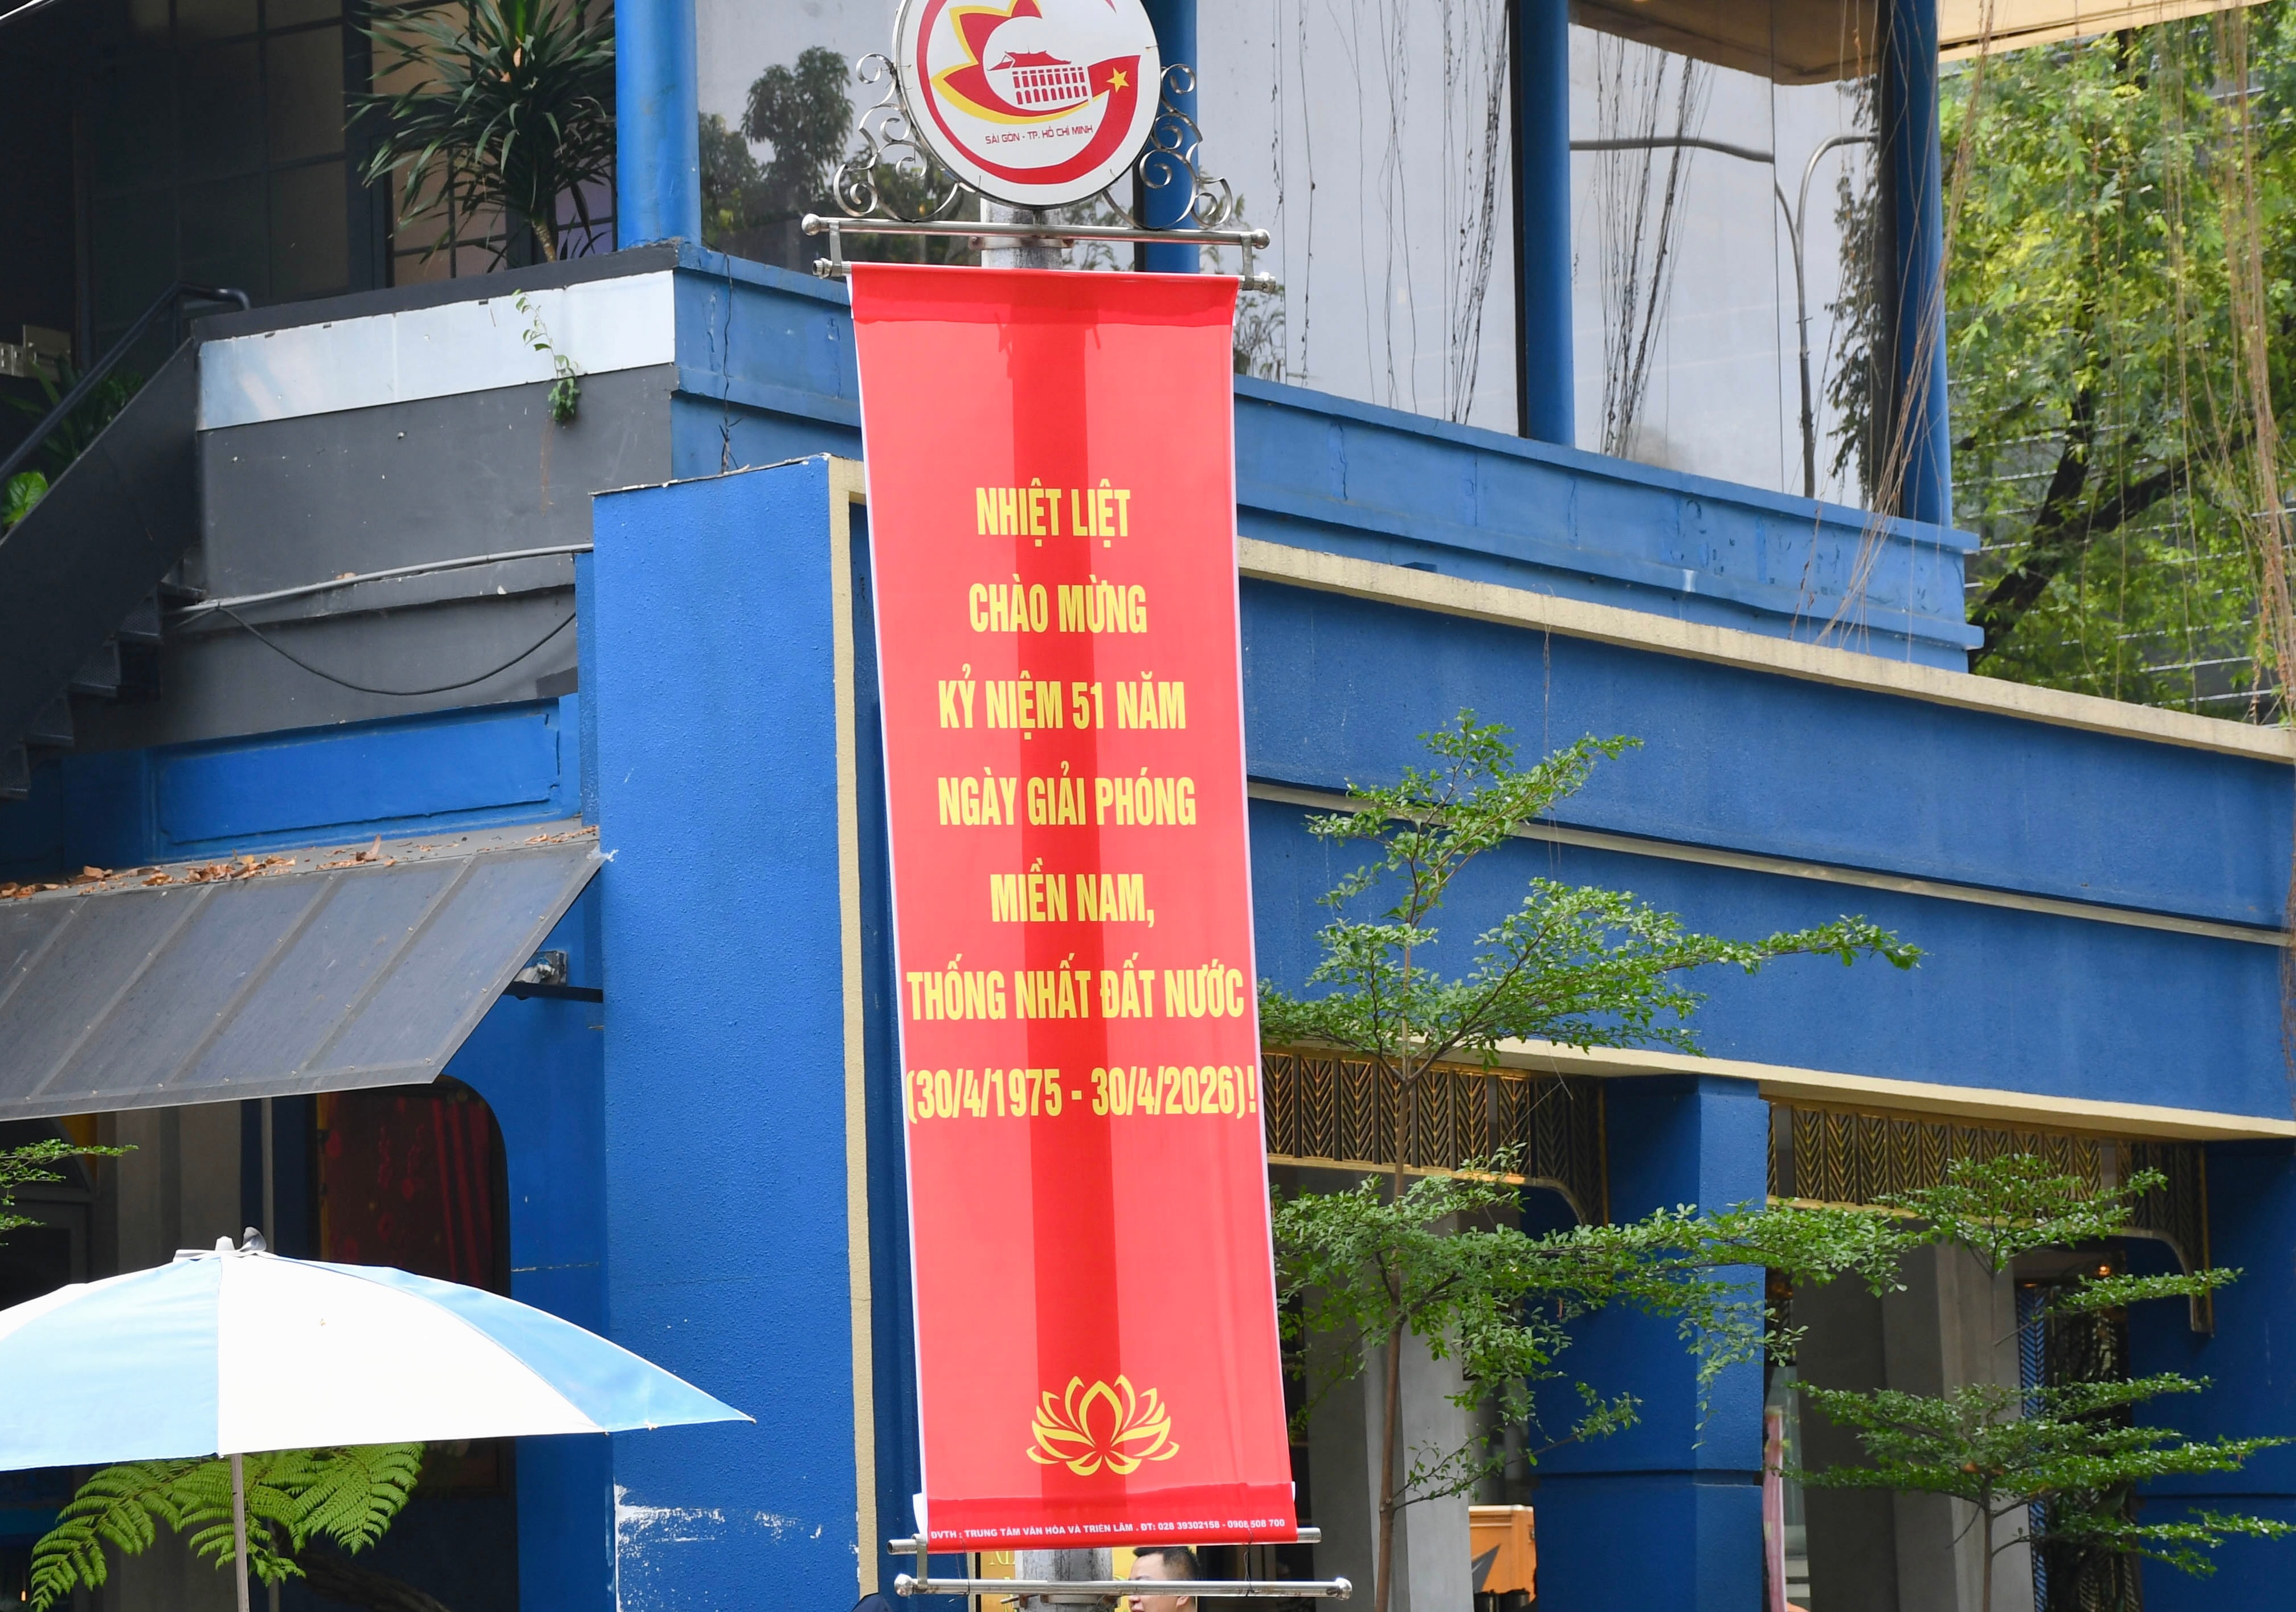 SÀI GÒN - TP. HỒ CHÍ MINH
NHIỆT LIỆT
CHÀO MỪNG
KỶ NIỆM 51 NĂM
NGÀY GIẢI PHÓNG
MIỀN NAM,
THỐNG NHẤT ĐẤT NƯỚC
(30/4/1975 - 30/4/2026)!
ĐVTH : TRUNG TÂM VĂN HÓA VÀ TRIỂN LÃM . ĐT: 028 39302158 - 0908 508 700